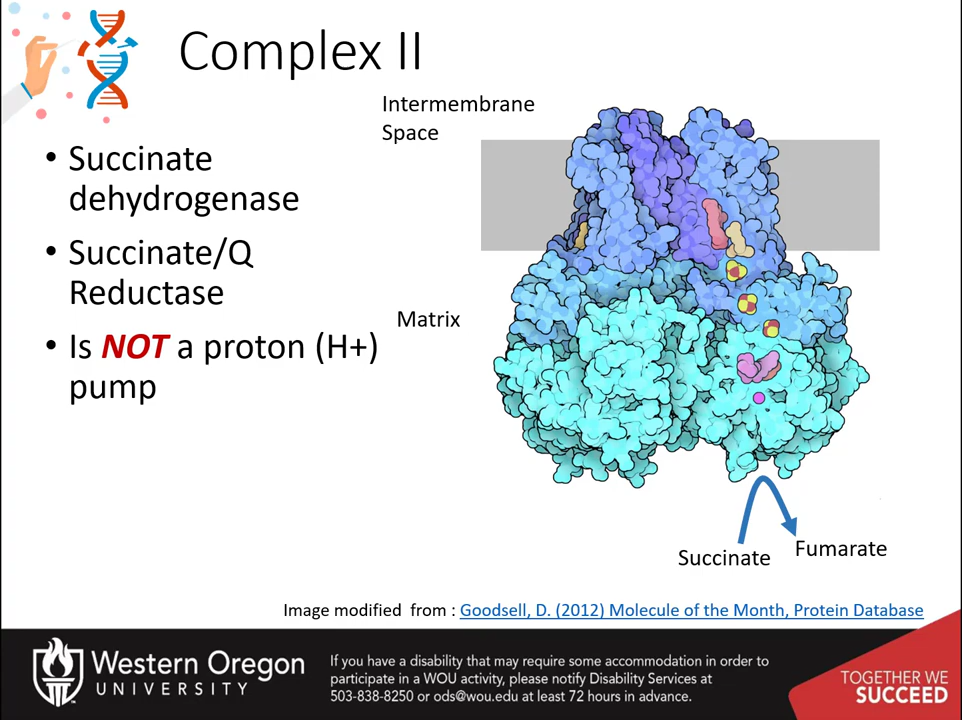 Complex II
Intermembrane
Space
• Succinate
dehydrogenase
• Succinate/Q
Reductase
• Is NOT a proton (H+)
pump
Matrix
Succinate
Fumarate
Image modified  from : Goodsell, D. (2012) Molecule of the Month, Protein Database
Western Oregon
UNIVERSITY
If you have a disability that may require some accommodation in order to
participate in a WOU activity, please notify Disability Services at
503-838-8250 or ods@wou.edu at least 72 hours in advance.
TOGETHER WE
SUCCEED